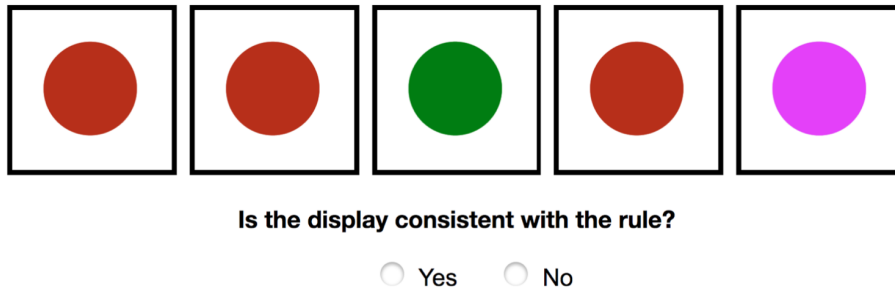 Is the display consistent with the rule?
Yes No